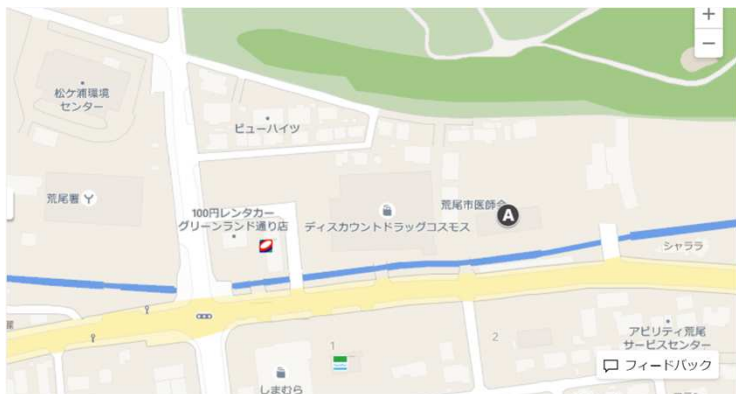 松ケ浦環境
センター
ビューハイツ
荒尾署
100円レンタカー
グリーンランド通り店
ディスカウントドラッグコスモス
荒尾市医師会
A
シャララ
1
2
アビリティ荒尾
サービスセンター
しまむら
フィードバック